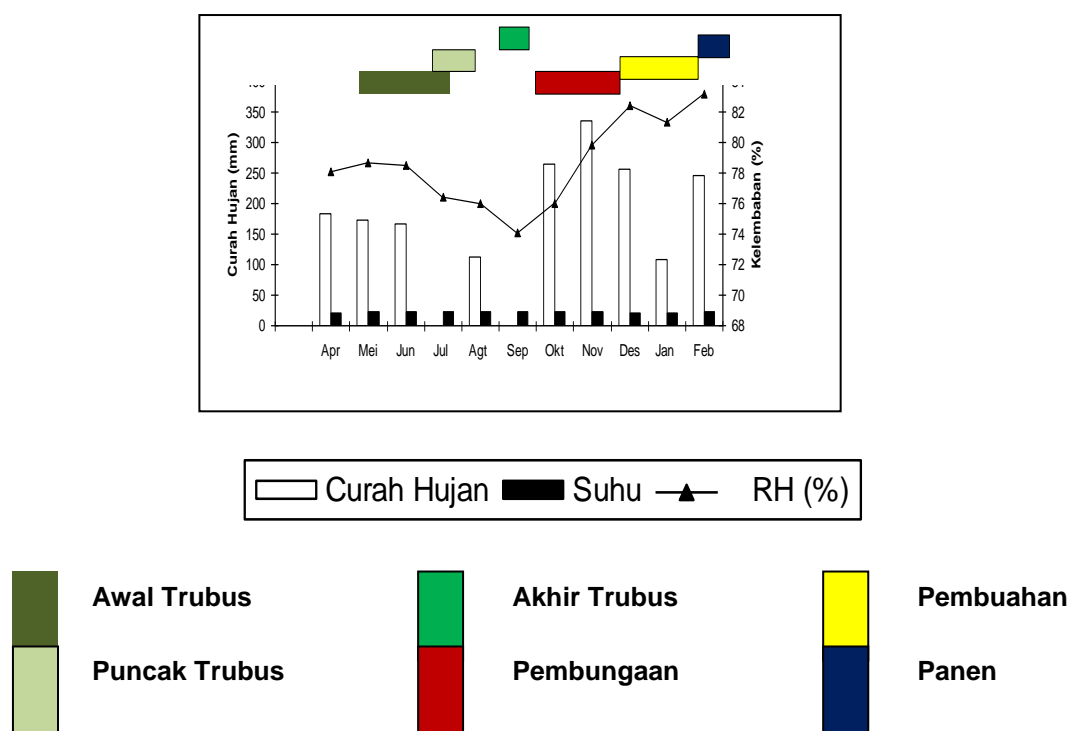 400 84
350 82
300 80
250 78
200 76
150 74
100 72
50 70
0 68
Curah Hujan (mm)
Kelembaban (%)
Apr Mei Jun Jul Agt Sep Okt Nov Des Jan Feb
Curah Hujan Suhu RH (%)
Awal Trubus Akhir Trubus Pembuahan
Puncak Trubus Pembungaan Panen